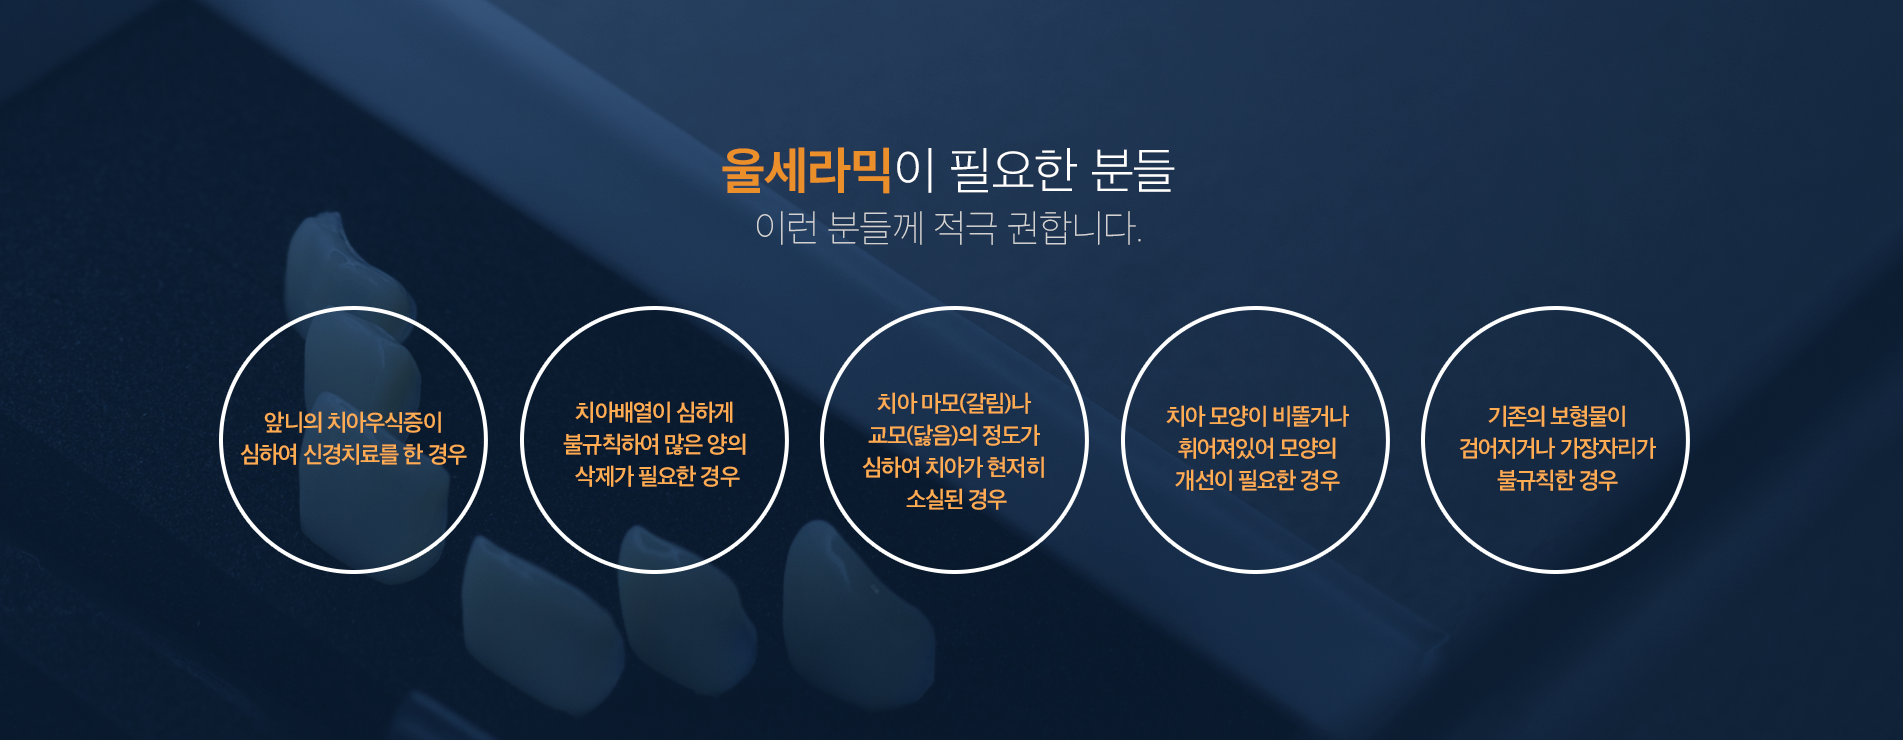 울세라믹이 필요한 분들
이런 분들께 적극 권합니다.
앞니의 치아우식증이
심하여 신경치료를 한 경우
치아배열이 심하게
불규칙하여 많은 양의
삭제가 필요한 경우
치아 마모(갈림)나
교모(닳음)의 정도가
심하여 치아가 현저히
소실된 경우
치아 모양이 비뚤거나
휘어져있어 모양의
개선이 필요한 경우
기존의 보형물이
검어지거나 가장자리가
불규칙한 경우